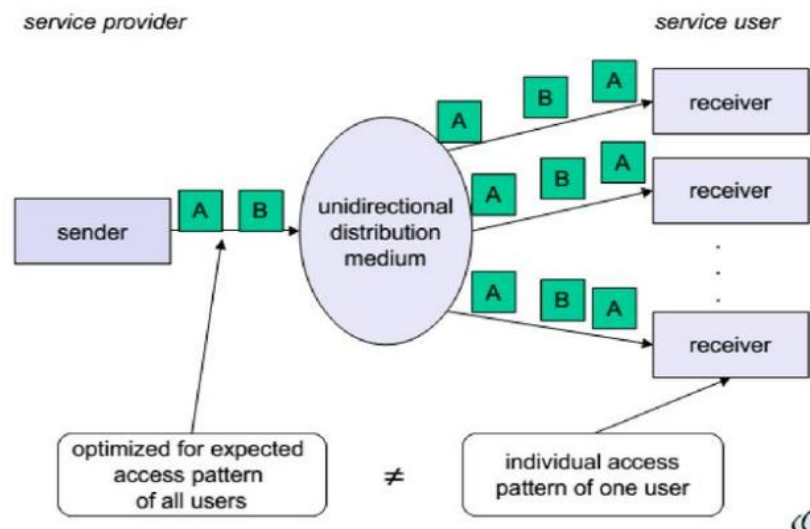 service provider
service user
A
B
A
receiver
A
B
A
receiver
A
B
sender
unidirectional
distribution
medium
.
.
.
A
B
A
receiver
optimized for expected
access pattern
of all users
≠
individual access
pattern of one user